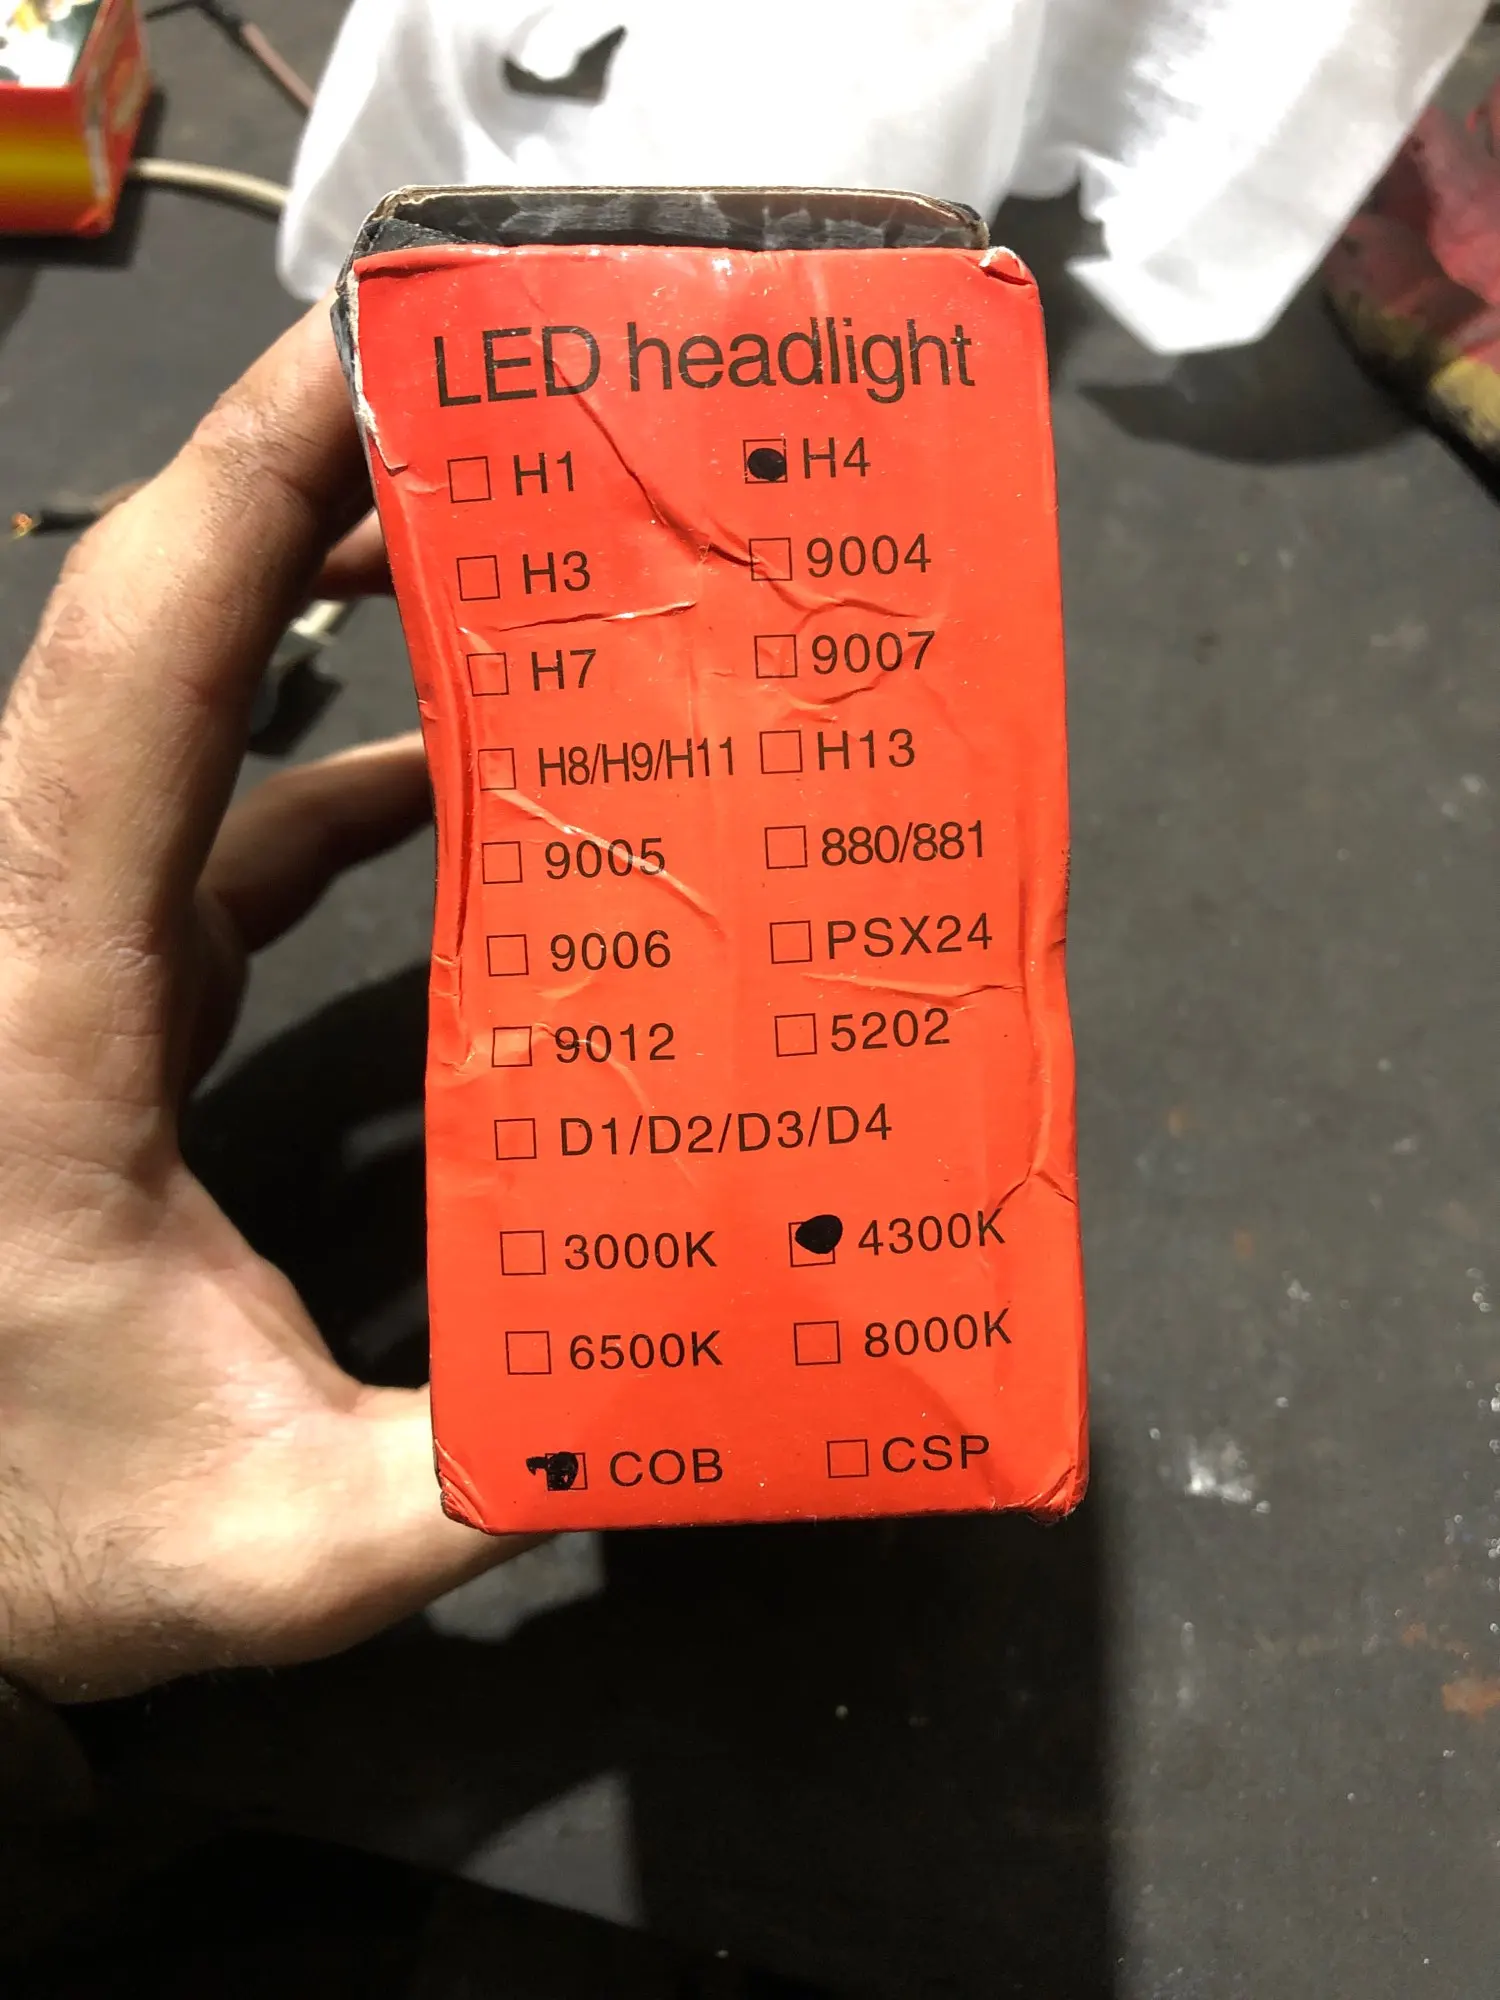 LED headlight
H1 H4
H3 9004
H7 9007
H8/H9/H11 H13
9005 880/881
9006 PSX24
9012 5202
D1/D2/D3/D4
3000K 4300K
6500K 8000K
COB CSP